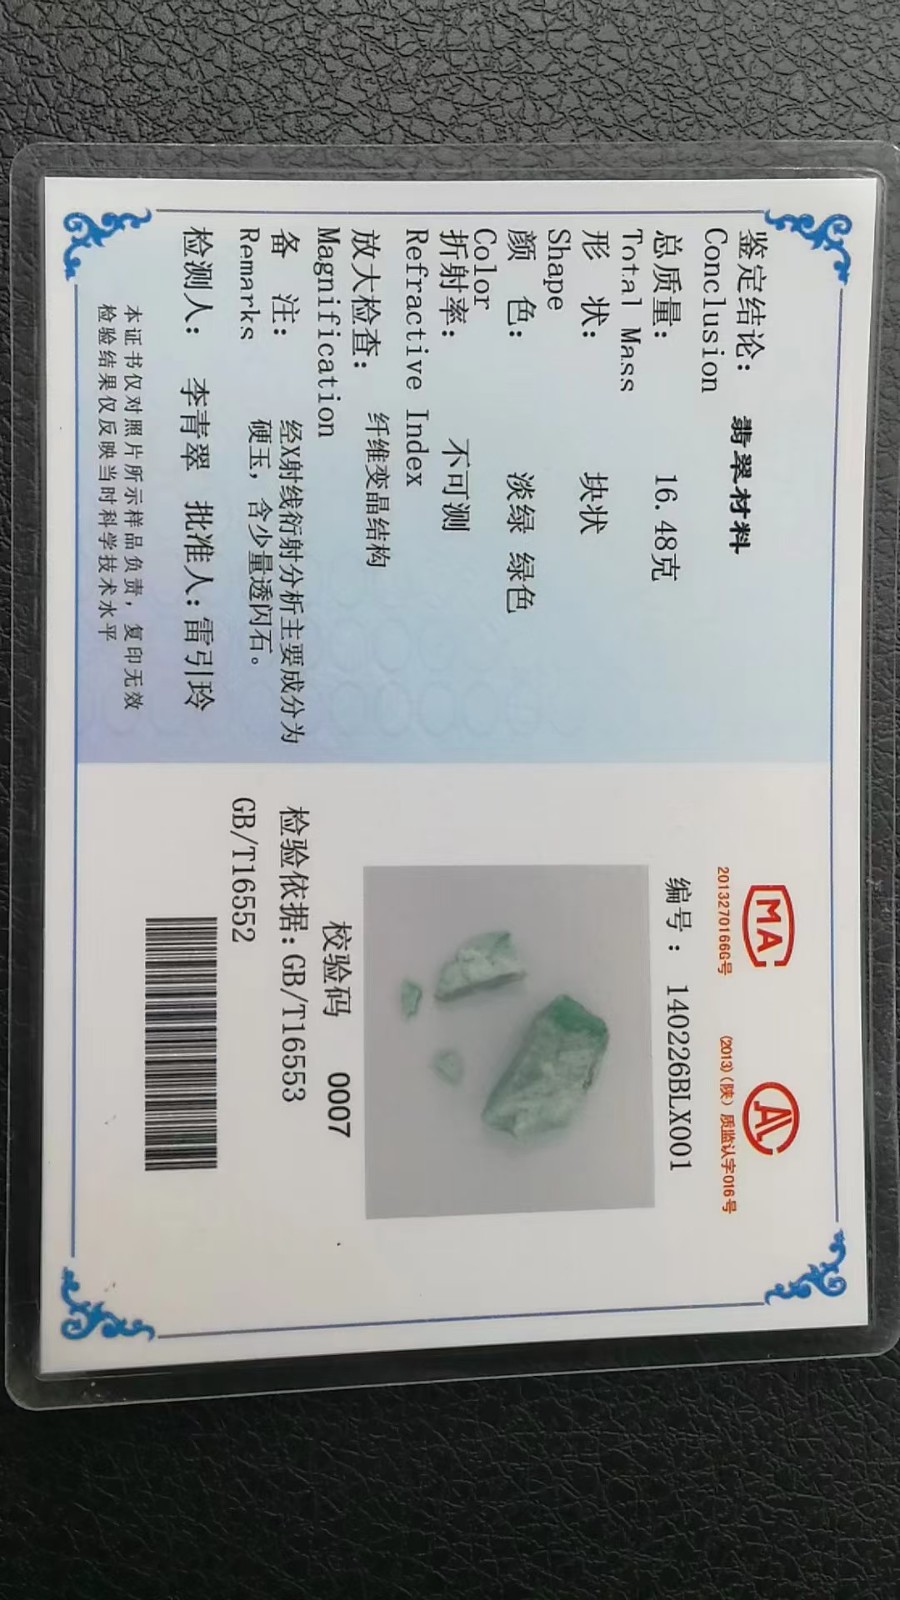 鉴定结论: 翡翠材料
Conclusion
总质量: 16.48克
Total Mass
形 状: 块状
Shape
颜 色: 淡绿 绿色
Color
折射率: 不可测
Refractive Index
放大检查: 纤维变晶结构
Magnification
备 注: 经X射线衍射分析主要成分为
Remarks 硬玉，含少量透闪石。
检测人: 李青翠 批准人: 雷引玲
本证书仅对照片所示样品负责，复印无效
检验结果仅反映当时科学技术水平
MA
2013270166G号
AL
(2013)(陕)质监认字016号
编号: 140226BLX001
校验码 0007
检验依据:GB/T16553
GB/T16552